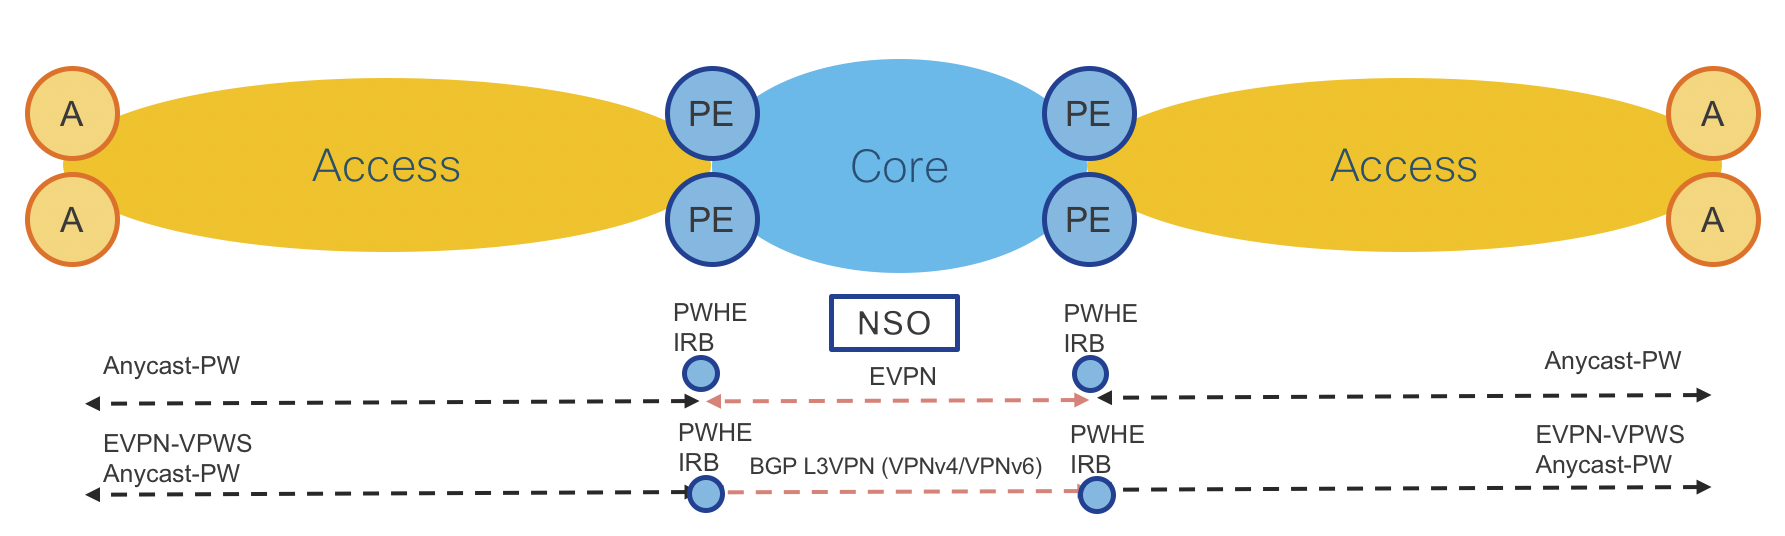 A
PE
PE
A
Access
Core
Access
A
PE
PE
A
PWHE
IRB
NSO
PWHE
IRB
Anycast-PW
EVPN
Anycast-PW
EVPN-VPWS
Anycast-PW
PWHE
IRB
BGP L3VPN (VPNv4/VPNv6)
PWHE
IRB
EVPN-VPWS
Anycast-PW